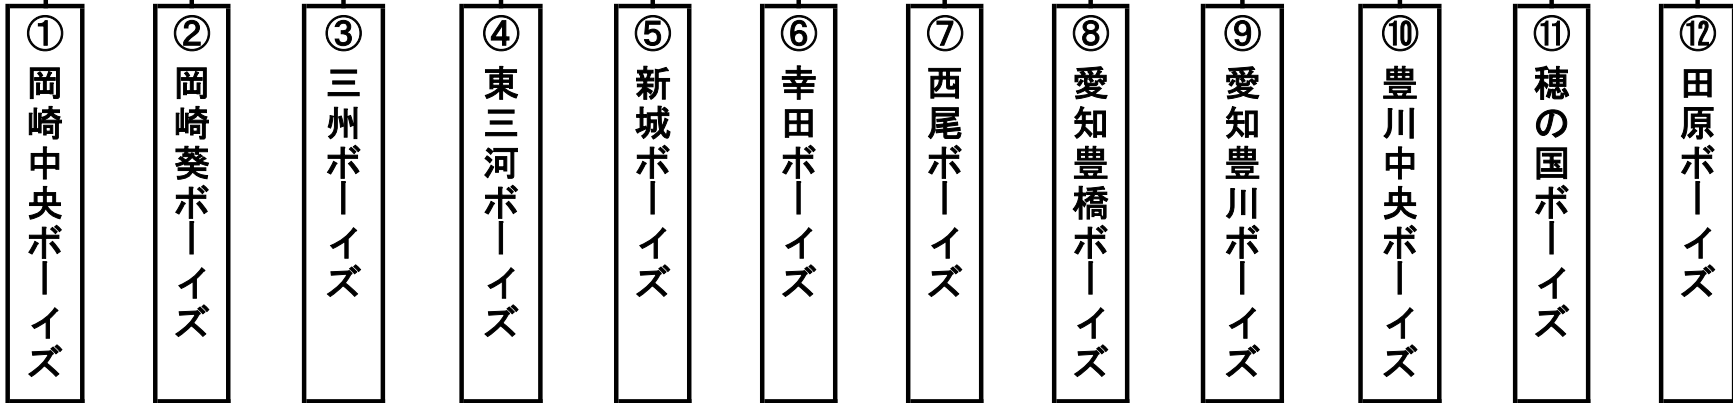 ①岡崎中央ボーイズ
②岡崎葵ボーイズ
③三州ボーイズ
④東三河ボーイズ
⑤新城ボーイズ
⑥幸田ボーイズ
⑦西尾ボーイズ
⑧愛知豊橋ボーイズ
⑨愛知豊川ボーイズ
⑩豊川中央ボーイズ
⑪穂の国ボーイズ
⑫田原ボーイズ